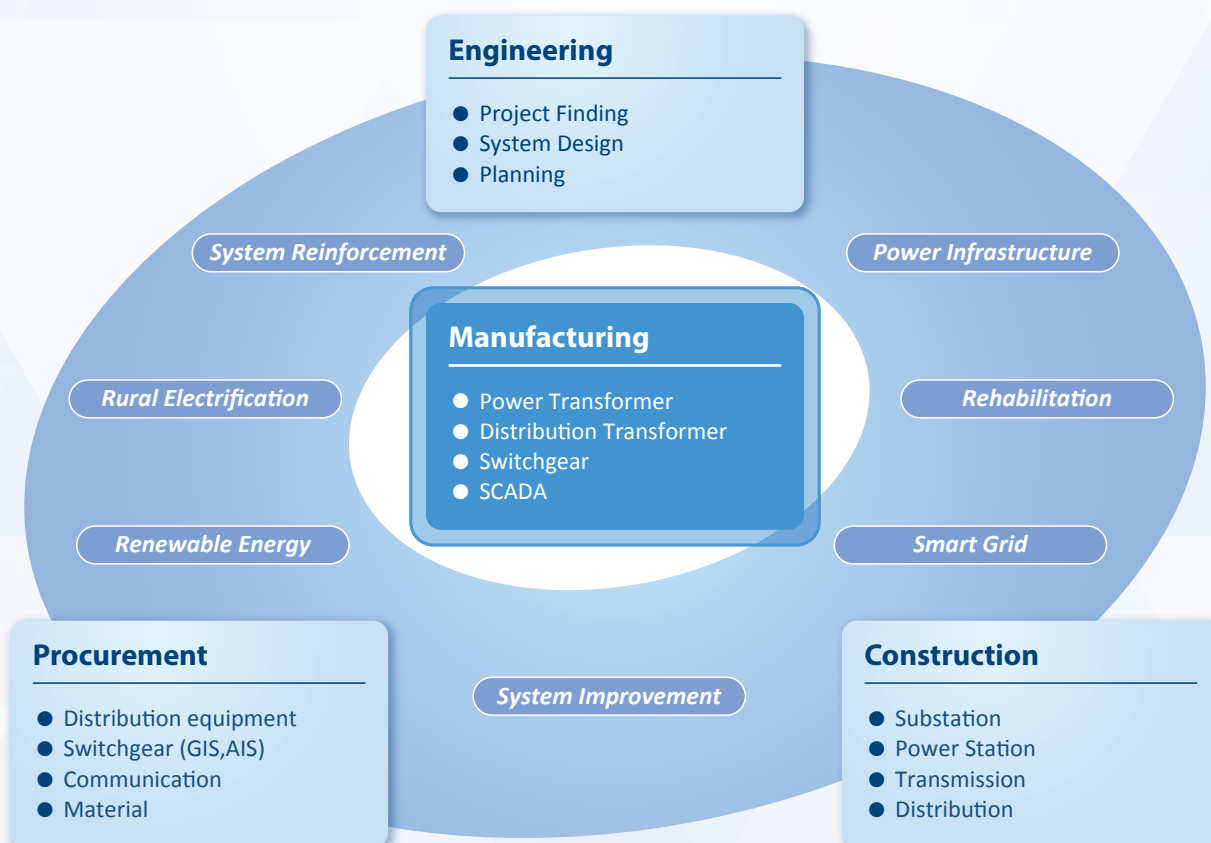 Engineering
● Project Finding
● System Design
● Planning
System Reinforcement
Power Infrastructure
Manufacturing
● Power Transformer
● Distribution Transformer
● Switchgear
● SCADA
Rural Electrification
Rehabilitation
Renewable Energy
Smart Grid
Procurement
● Distribution equipment
● Switchgear (GIS,AIS)
● Communication
● Material
System Improvement
Construction
● Substation
● Power Station
● Transmission
● Distribution